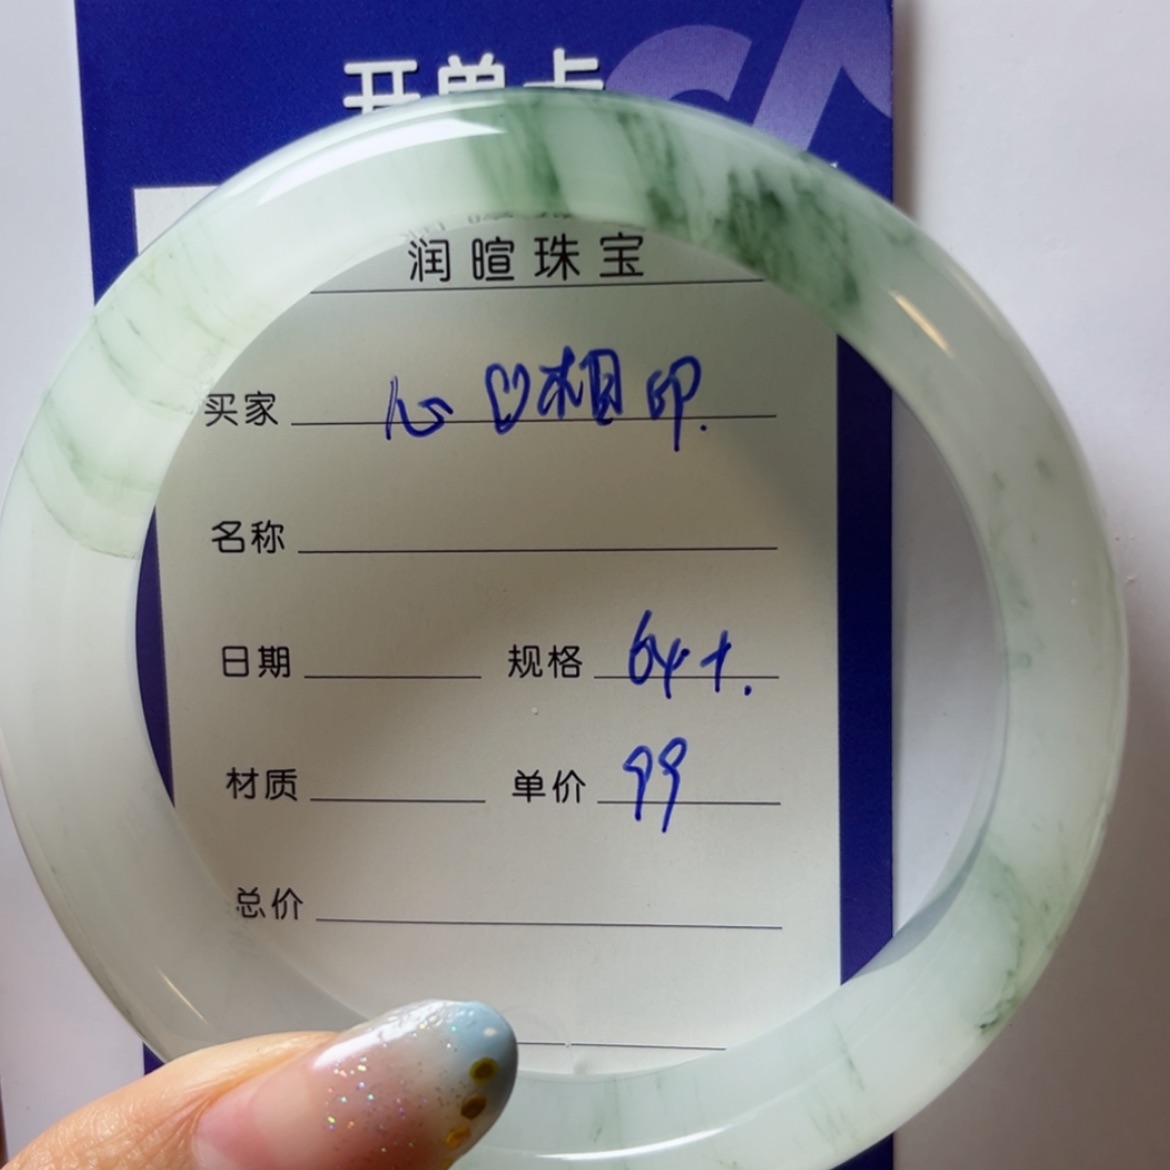 开单卡
润暄珠宝
买家 心♡相印.
名称
日期 规格 64+.
材质 单价 99
总价